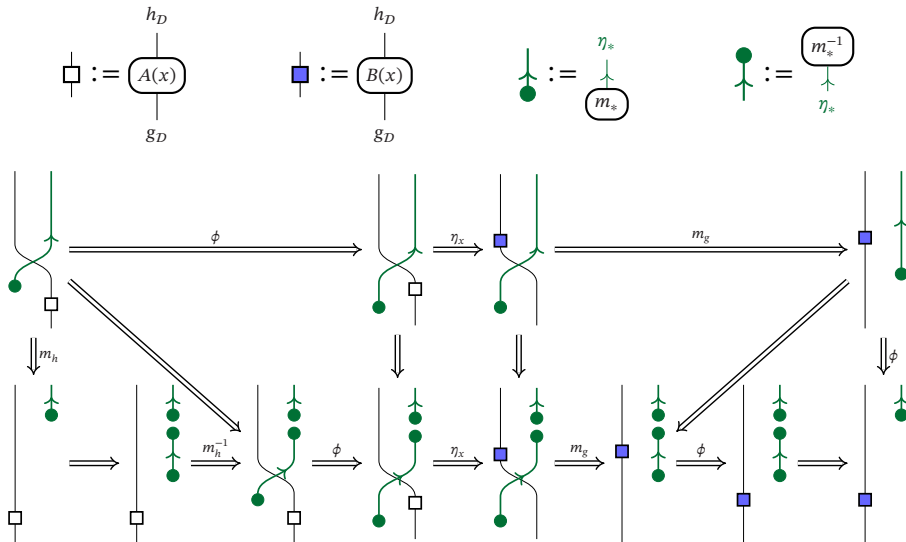 h_𝒟 h_𝒟
:= A(x) := B(x) η_* := m_* := m_*^{-1} η_*
g_𝒟 g_𝒟
ϕ η_x m_g
m_h ϕ
m_h^{-1} ϕ η_x m_g ϕ